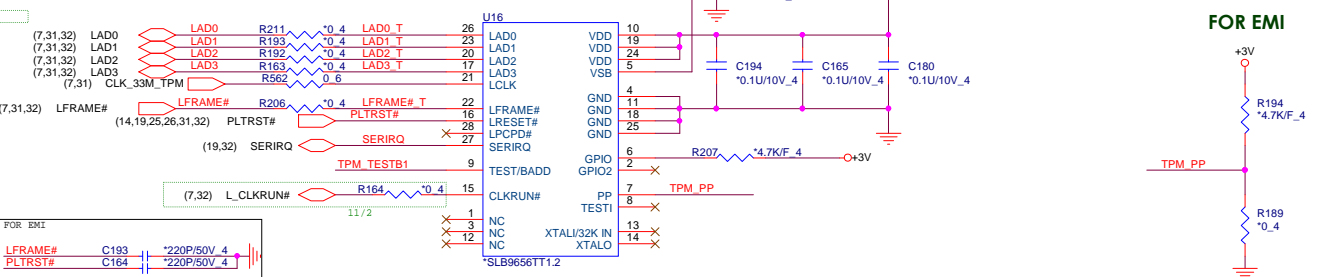 U16
FOR EMI
(7,31,32) LAD0 LAD0 R211 *0_4 LAD0_T 26 LAD0 VDD 10
(7,31,32) LAD1 LAD1 R193 *0_4 LAD1_T 23 LAD1 VDD 19
(7,31,32) LAD2 LAD2 R192 *0_4 LAD2_T 20 LAD2 VDD 24
(7,31,32) LAD3 LAD3 R163 *0_4 LAD3_T 17 LAD3 VSB 5
(7,31) CLK_33M_TPM R562 0_6 21 LCLK
C194 *0.1U/10V_4
C165 *0.1U/10V_4
C180 *0.1U/10V_4
+3V
R194
*4.7K/F_4
GND 4
(7,31,32) LFRAME# LFRAME# R206 *0_4 LFRAME#_T 22 LFRAME# GND 11
(14,19,25,26,31,32) PLTRST# PLTRST# 16 LRESET# GND 18
28 LPCPD# GND 25
(19,32) SERIRQ SERIRQ 27 SERIRQ
GPIO 6 R207 *4.7K/F_4 +3V
TPM_TESTB1 9 TEST/BADD GPIO2 2
TPM_PP
(7,32) L_CLKRUN# R164 *0_4 15 CLKRUN# PP 7 TPM_PP
TESTI 8
11/2
1 NC
3 NC XTALI/32K IN 13
12 NC XTALO 14
*SLB9656TT1.2
R189
*0_4
FOR EMI
LFRAME# C193 *220P/50V_4
PLTRST# C164 *220P/50V_4